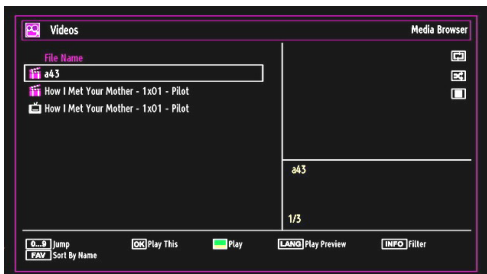 Videos
Media Browser
File Name
a43
How I Met Your Mother - 1x01 - Pilot
How I Met Your Mother - 1x01 - Pilot
a43
1/3
0...9 Jump
OK Play This
Play
LANG Play Preview
INFO Filter
FAV Sort By Name